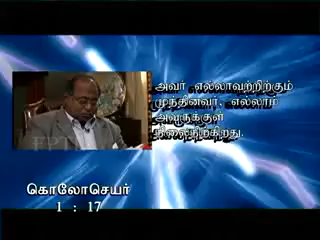 அவர் எல்லாவற்றிற்கும்
முந்தினவர், எல்லாம்
அவருக்குள்
நிலைநிற்கிறது.
கொலோசெயர்
1 : 17